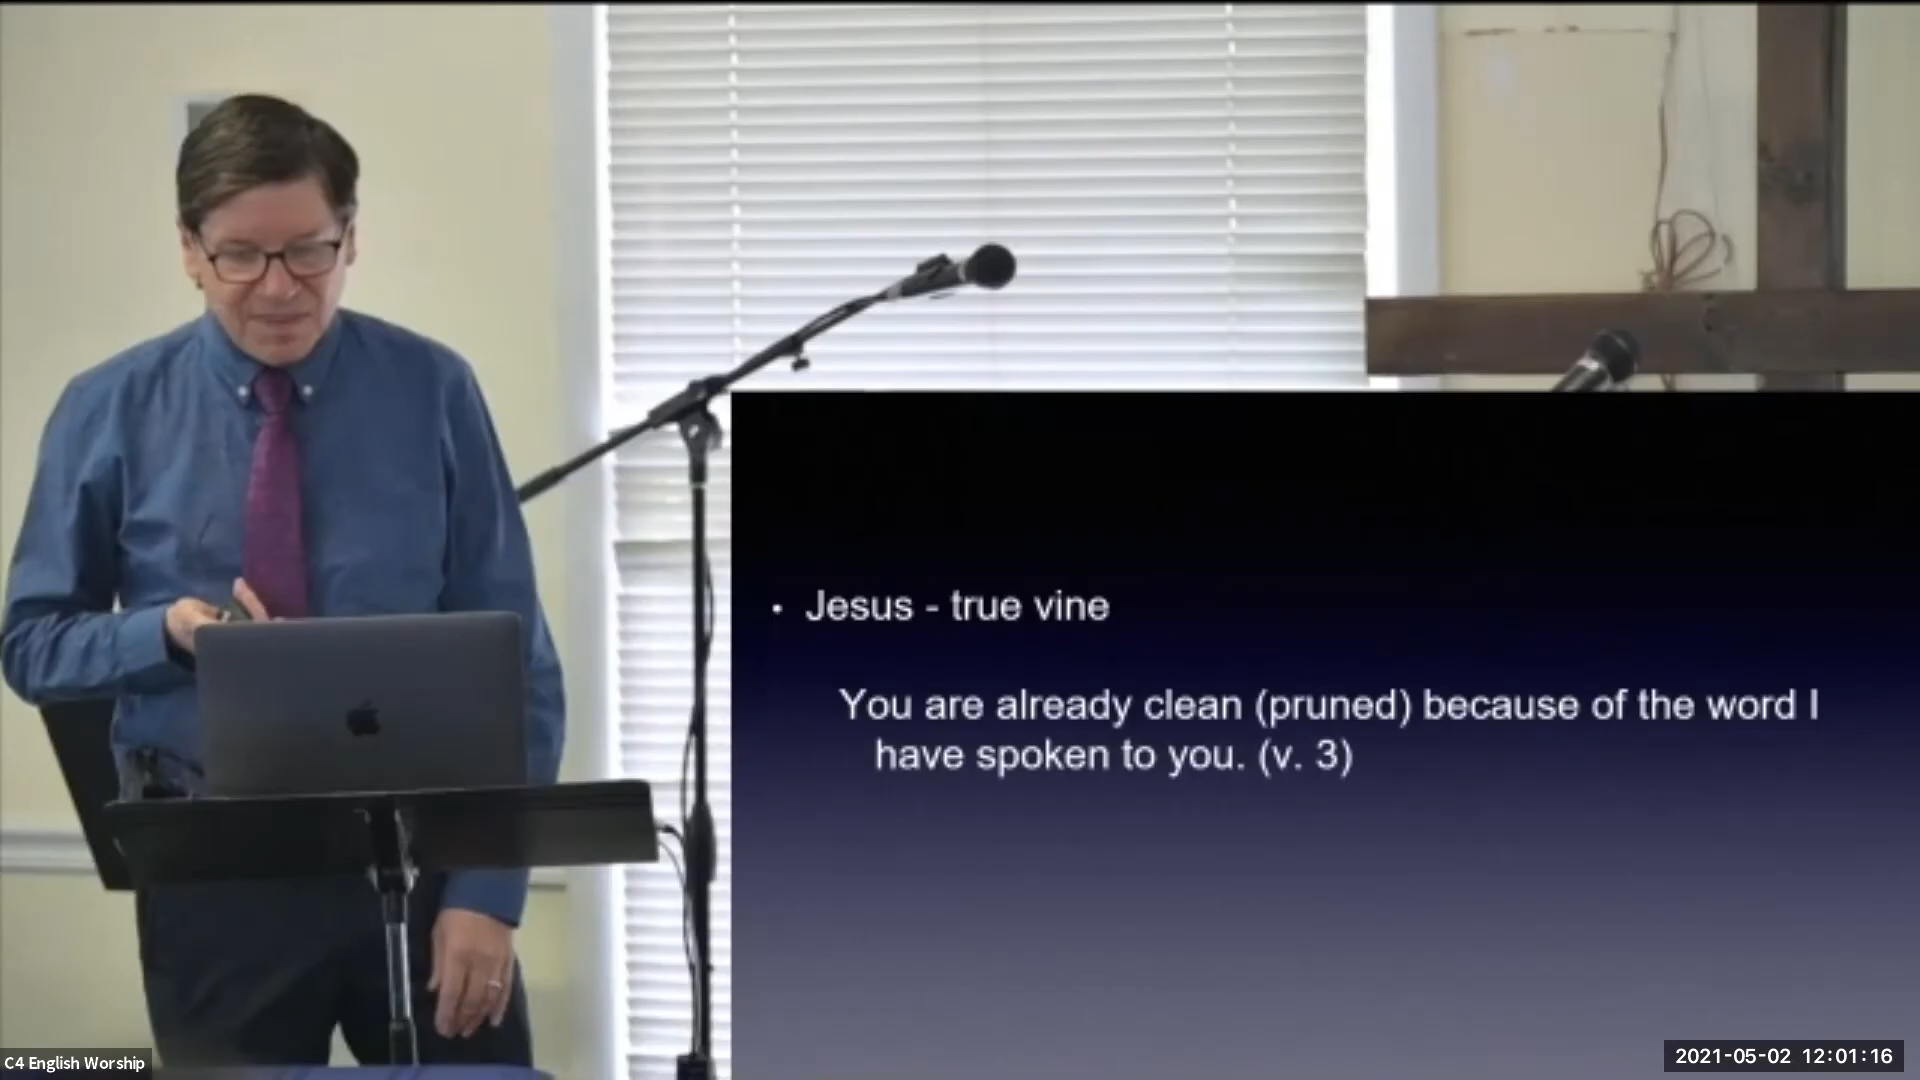 • Jesus - true vine
You are already clean (pruned) because of the word I
have spoken to you. (v. 3)
C4 English Worship
2021-05-02 12:01:16